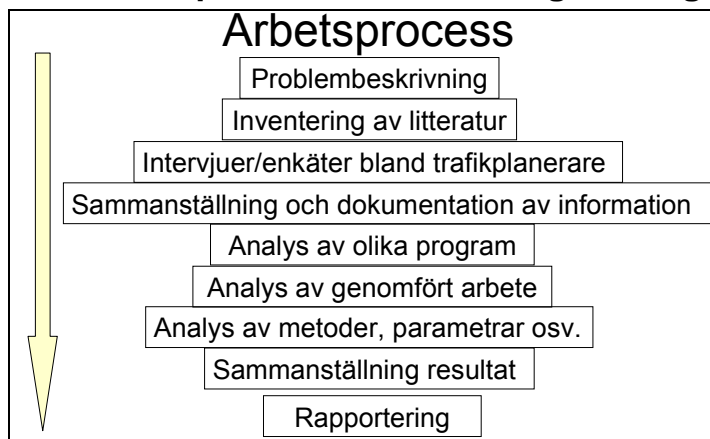 Arbetsprocess
Problembeskrivning
Inventering av litteratur
Intervjuer/enkäter bland trafikplanerare
Sammanställning och dokumentation av information
Analys av olika program
Analys av genomfört arbete
Analys av metoder, parametrar osv.
Sammanställning resultat
Rapportering